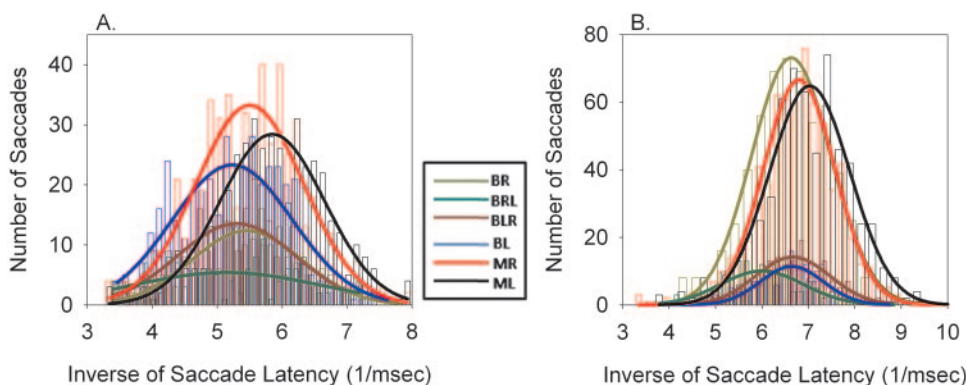 A.
B.
Number of Saccades
40
30
20
10
0
3 4 5 6 7 8
Inverse of Saccade Latency (1/msec)
BR
BRL
BLR
BL
MR
ML
Number of Saccades
80
60
40
20
0
3 4 5 6 7 8 9 10
Inverse of Saccade Latency (1/msec)